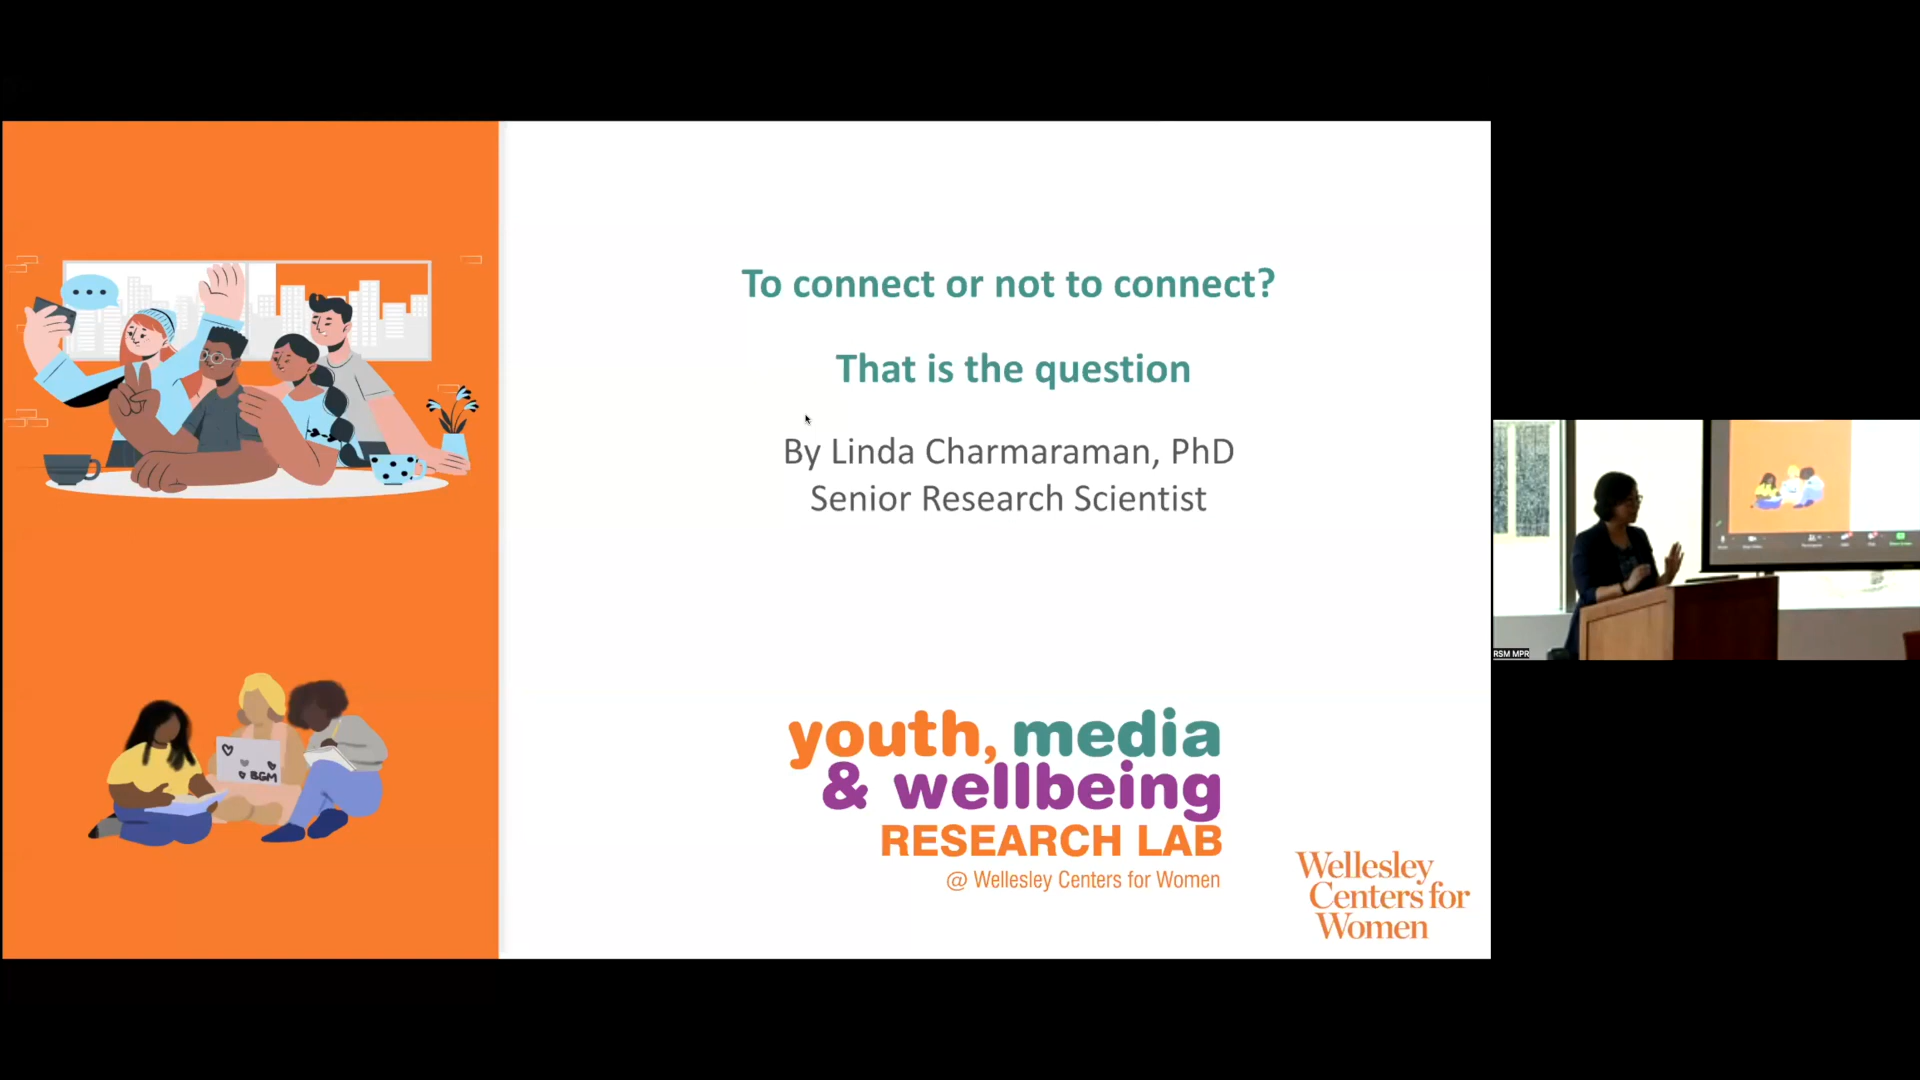 To connect or not to connect?
That is the question
By Linda Charmaraman, PhD
Senior Research Scientist
BGM
youth, media
& wellbeing
RESEARCH LAB
@ Wellesley Centers for Women
Wellesley
Centers for
Women
RSM MPR